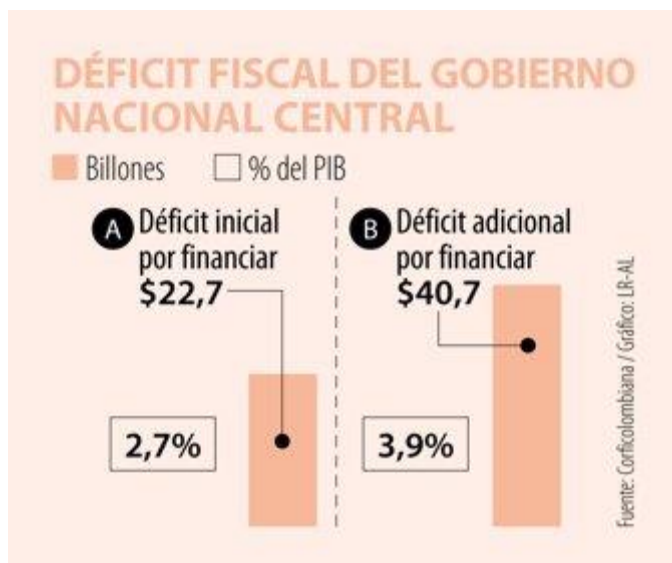 DÉFICIT FISCAL DEL GOBIERNO
NACIONAL CENTRAL
Billones
% del PIB
A Déficit inicial
por financiar
$22,7
2,7%
B Déficit adicional
por financiar
$40,7
3,9%
Fuente: Corficolombiana / Gráfico: LR-AL